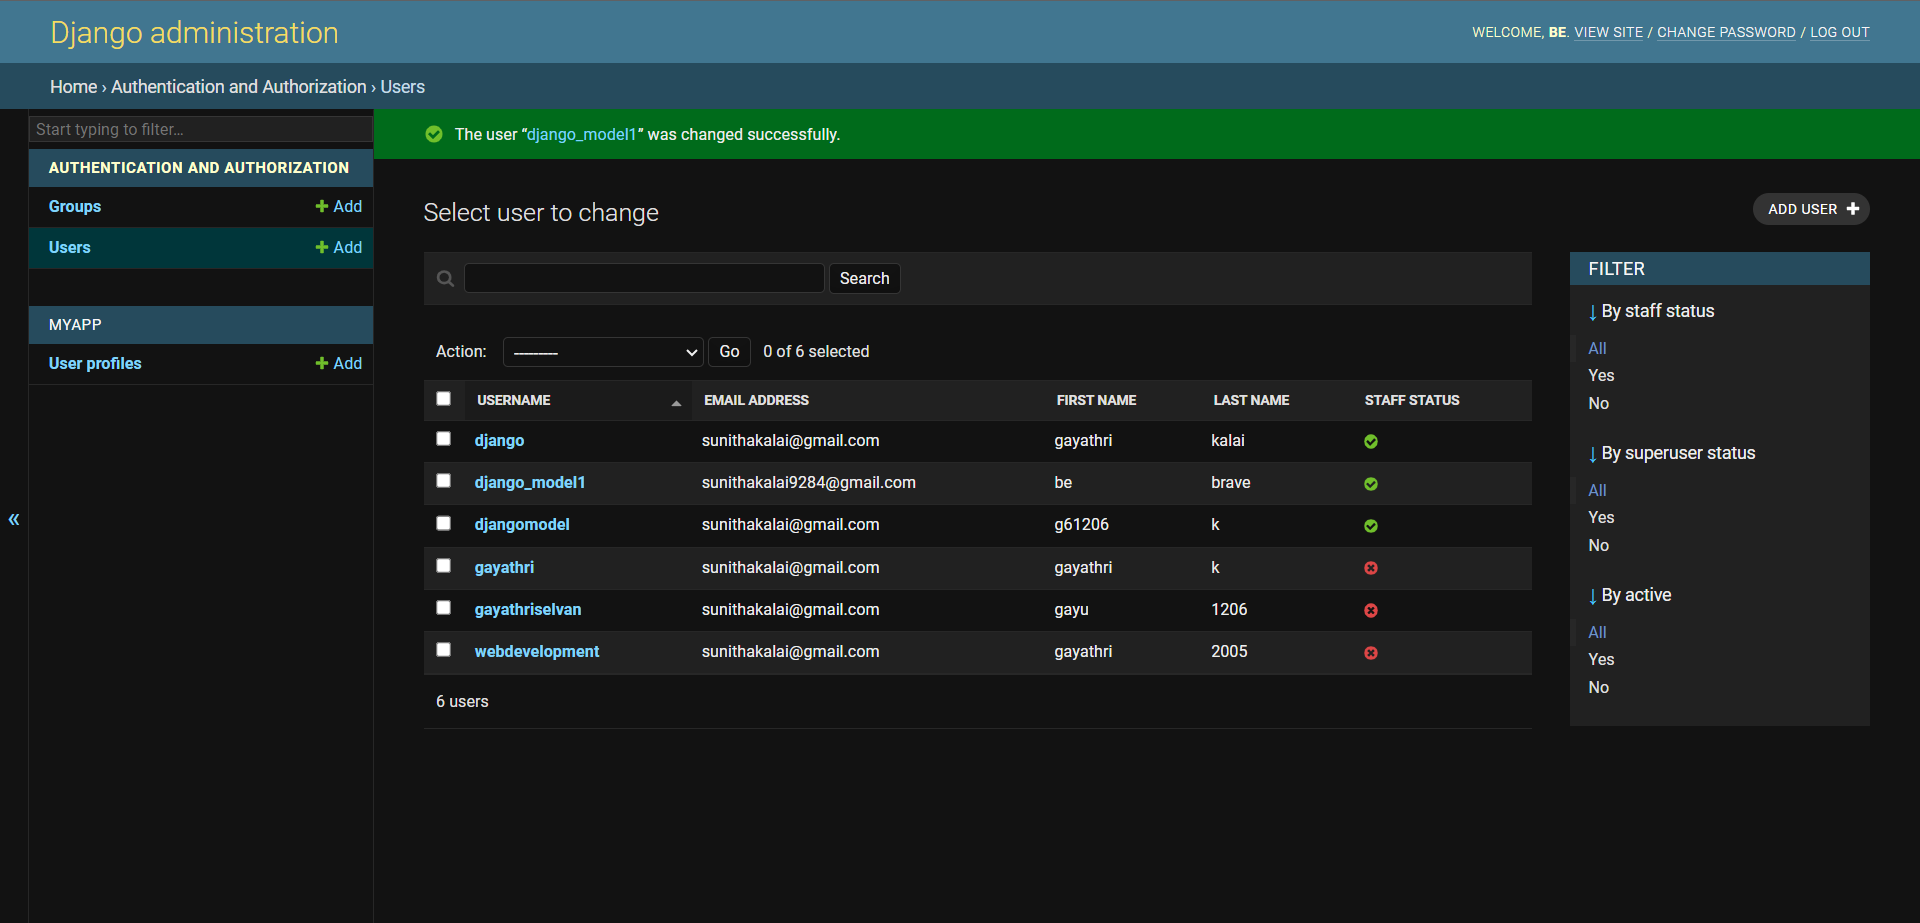 Django administration
WELCOME, BE. VIEW SITE / CHANGE PASSWORD / LOG OUT
Home › Authentication and Authorization › Users
Start typing to filter...
AUTHENTICATION AND AUTHORIZATION
Groups + Add
Users + Add
MYAPP
User profiles + Add
«
The user “django_model1” was changed successfully.
Select user to change
ADD USER +
Search
Action: --------- Go 0 of 6 selected
USERNAME EMAIL ADDRESS FIRST NAME LAST NAME STAFF STATUS
django sunithakalai@gmail.com gayathri kalai
django_model1 sunithakalai9284@gmail.com be brave
djangomodel sunithakalai@gmail.com g61206 k
gayathri sunithakalai@gmail.com gayathri k
gayathriselvan sunithakalai@gmail.com gayu 1206
webdevelopment sunithakalai@gmail.com gayathri 2005
6 users
FILTER
↓ By staff status
All
Yes
No
↓ By superuser status
All
Yes
No
↓ By active
All
Yes
No